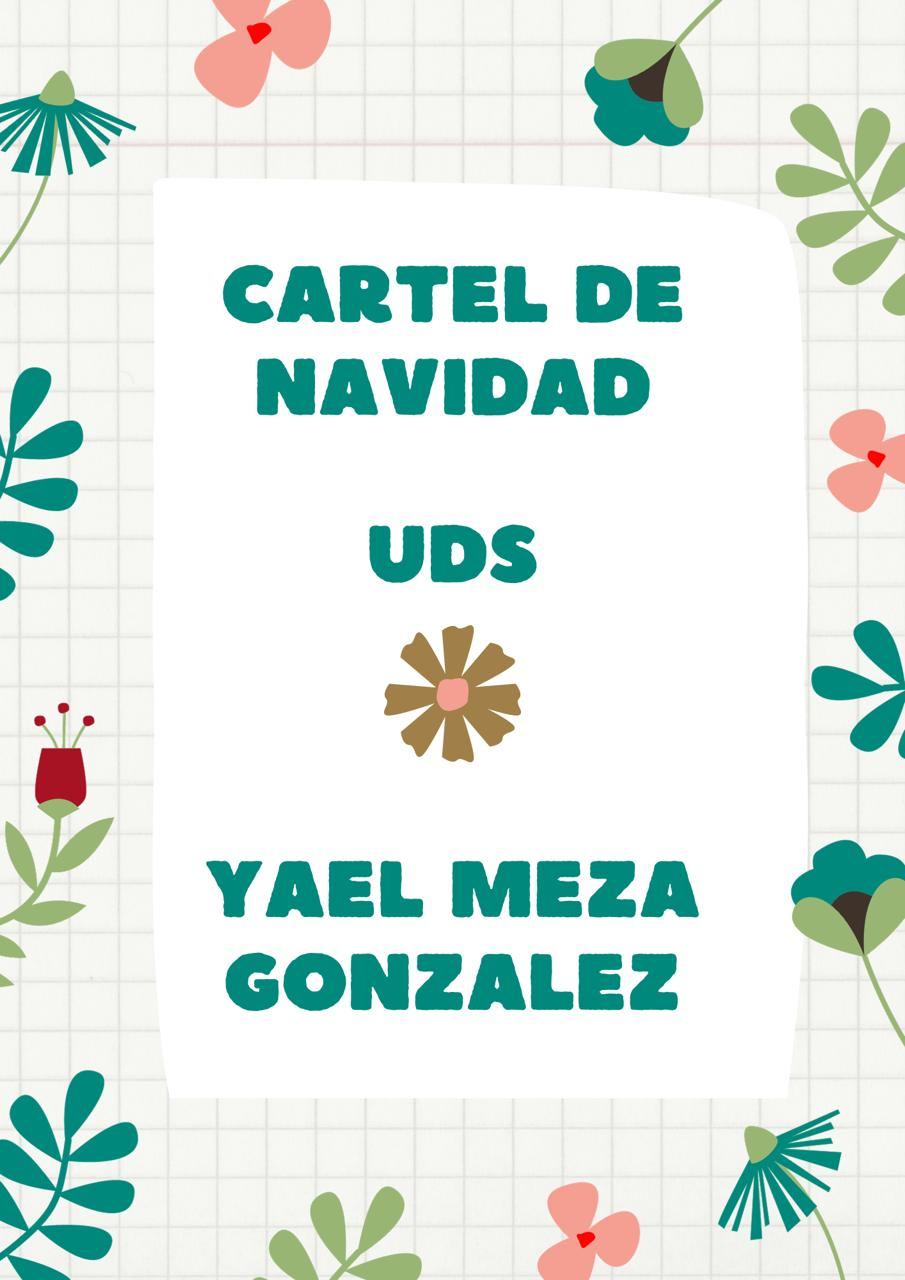 CARTEL DE
NAVIDAD
UDS
YAEL MEZA
GONZALEZ